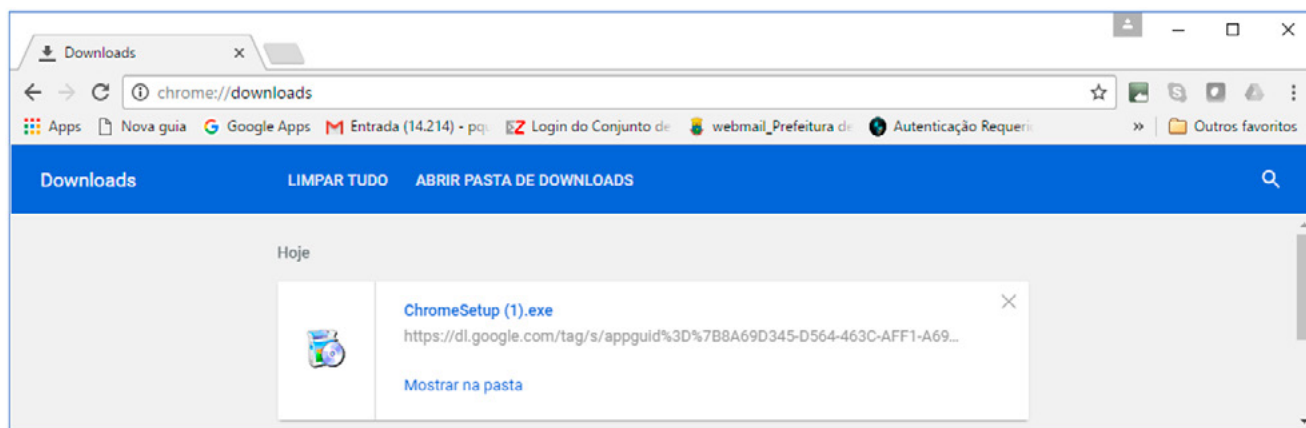 Downloads
chrome://downloads
Apps Nova guia Google Apps Entrada (14.214) - pq Login do Conjunto de webmail_Prefeitura de Autenticação Requeri » Outros favoritos
Downloads LIMPAR TUDO ABRIR PASTA DE DOWNLOADS
Hoje
ChromeSetup (1).exe
https://dl.google.com/tag/s/appguid%3D%7B8A69D345-D564-463C-AFF1-A69...
Mostrar na pasta